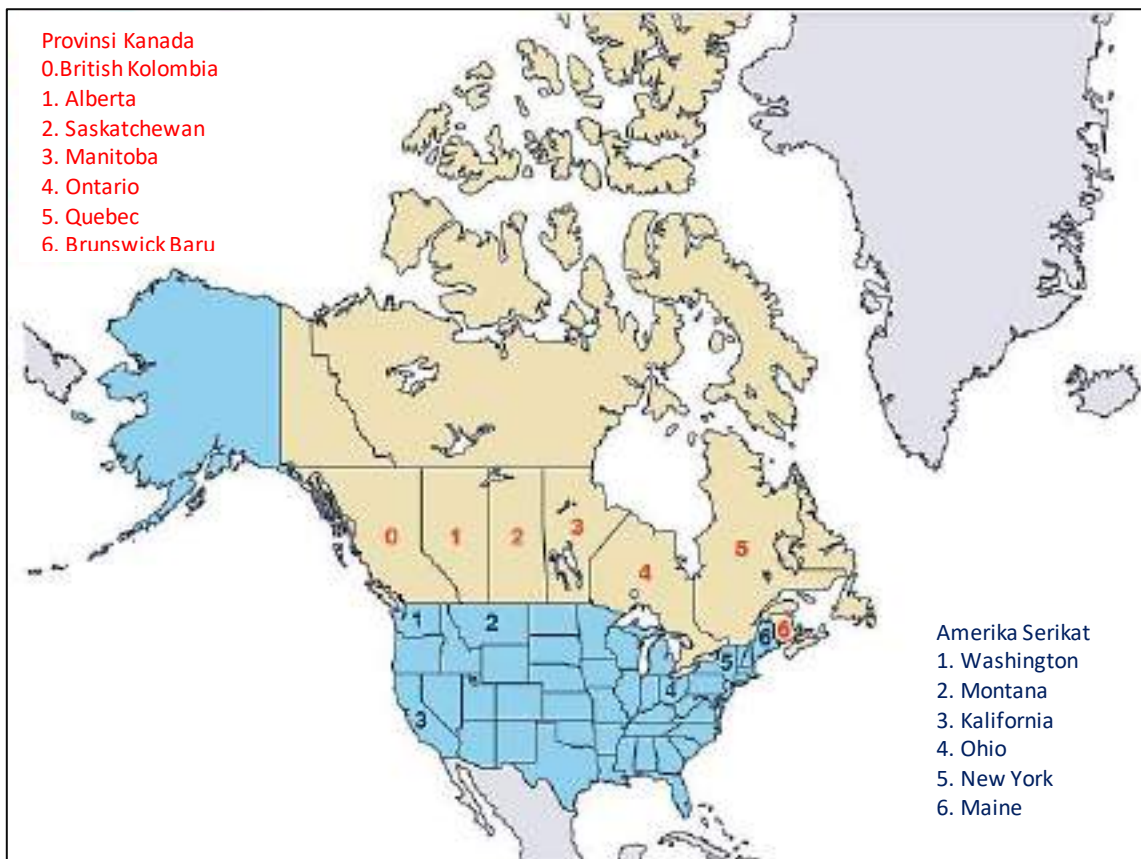 Provinsi Kanada
0.British Kolombia
1. Alberta
2. Saskatchewan
3. Manitoba
4. Ontario
5. Quebec
6. Brunswick Baru
0
1
2
3
4
5
6
1
2
3
4
5
6
Amerika Serikat
1. Washington
2. Montana
3. Kalifornia
4. Ohio
5. New York
6. Maine